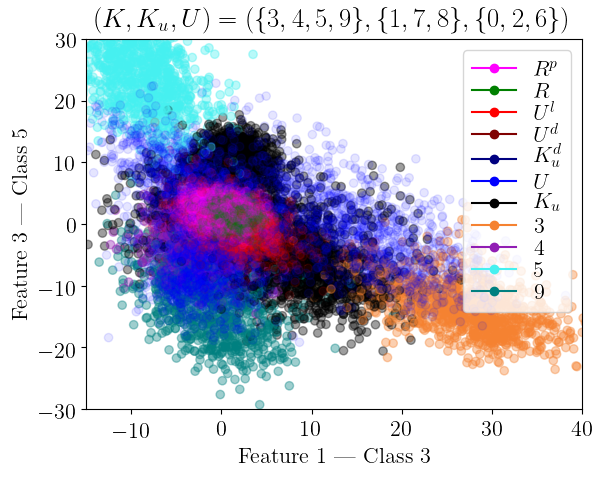 (K, K_u, U) = ({3, 4, 5, 9}, {1, 7, 8}, {0, 2, 6})
30
20
10
0
−10
−20
−30
Feature 3 — Class 5
R^p
R
U^l
U^d
K_u^d
U
K_u
3
4
5
9
−10 0 10 20 30 40
Feature 1 — Class 3